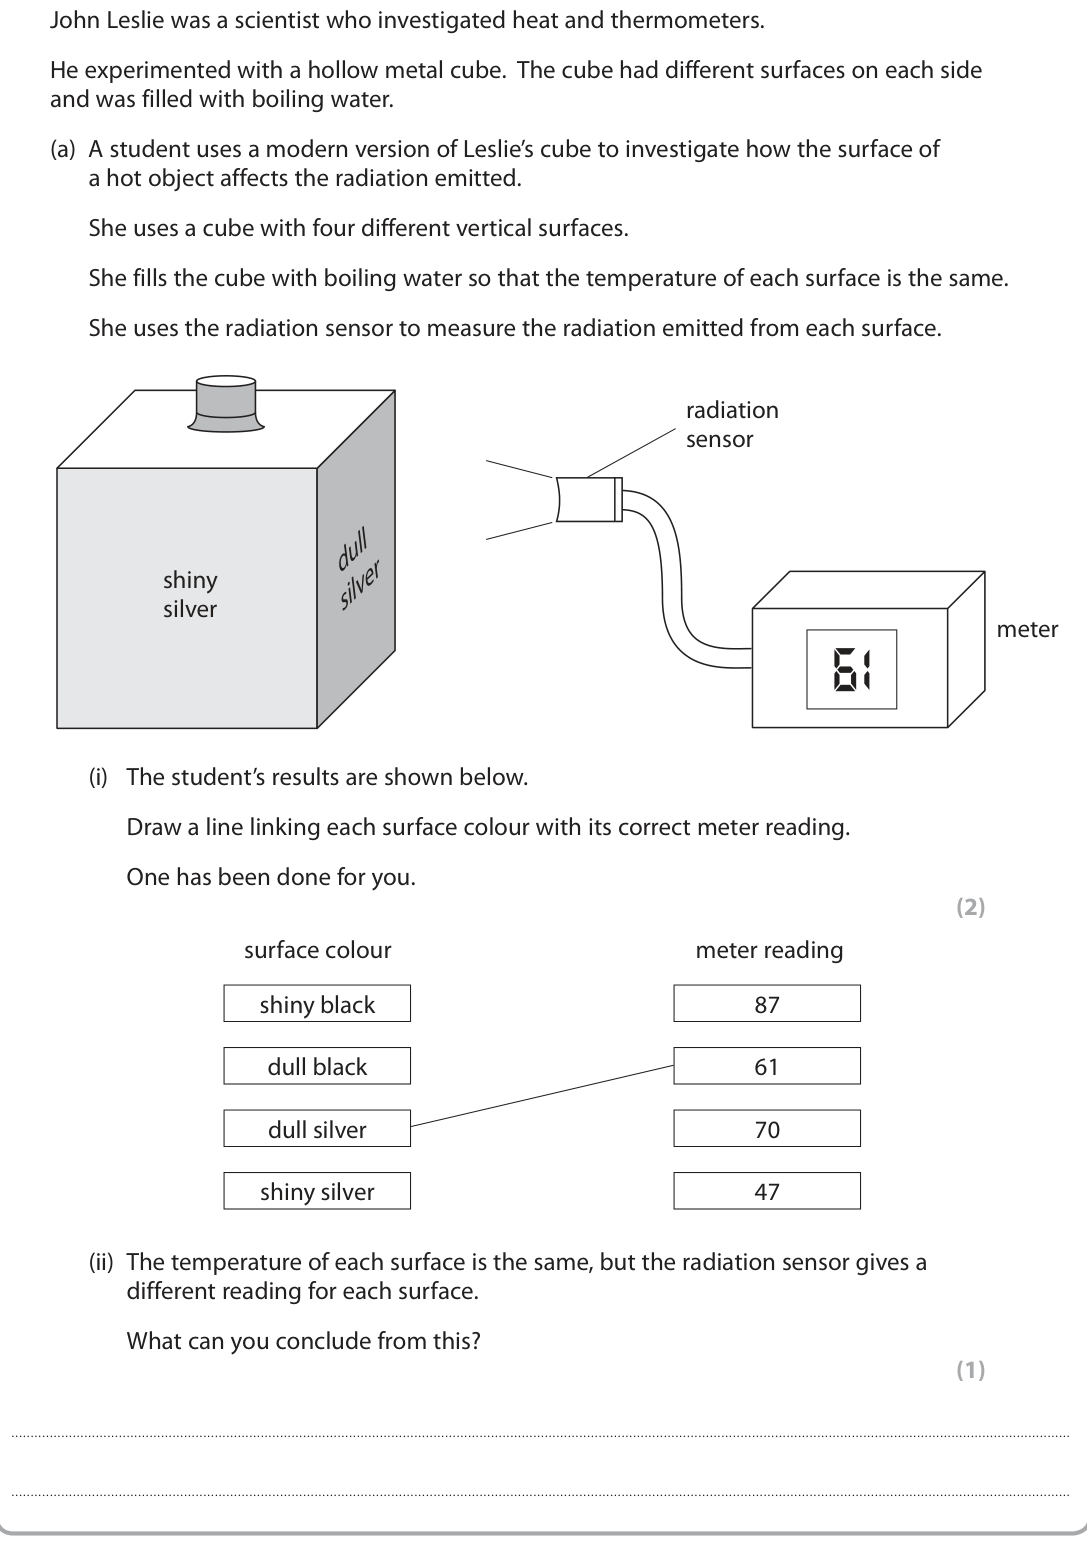 John Leslie was a scientist who investigated heat and thermometers.
He experimented with a hollow metal cube. The cube had different surfaces on each side
and was filled with boiling water.
(a) A student uses a modern version of Leslie's cube to investigate how the surface of
a hot object affects the radiation emitted.
She uses a cube with four different vertical surfaces.
She fills the cube with boiling water so that the temperature of each surface is the same.
She uses the radiation sensor to measure the radiation emitted from each surface.
radiation
sensor
dull
silver
shiny
silver
meter
61
(i) The student's results are shown below.
Draw a line linking each surface colour with its correct meter reading.
One has been done for you.
(2)
surface colour meter reading
shiny black 87
dull black 61
dull silver 70
shiny silver 47
(ii) The temperature of each surface is the same, but the radiation sensor gives a
different reading for each surface.
What can you conclude from this?
(1)